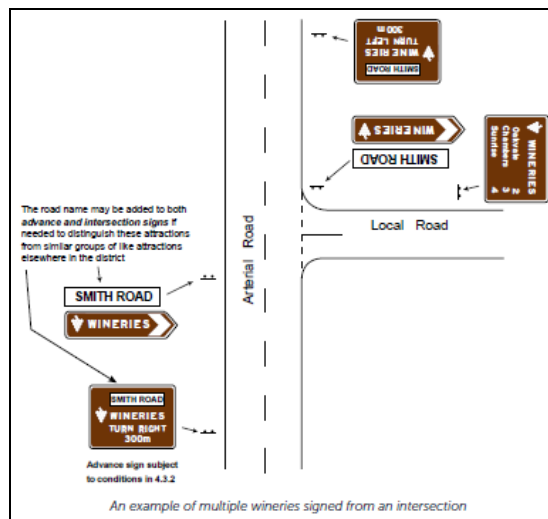 WINERIES
TURN LEFT
300 m
SMITH ROAD
WINERIES
SMITH ROAD
WINERIES
Oakvale 2
Chambers 3
Sunrise 4
The road name may be added to both
advance and intersection signs if
needed to distinguish these attractions
from similar groups of like attractions
elsewhere in the district
Arterial Road
Local Road
SMITH ROAD
WINERIES
SMITH ROAD
WINERIES
TURN RIGHT
300m
Advance sign subject
to conditions in 4.3.2
An example of multiple wineries signed from an intersection